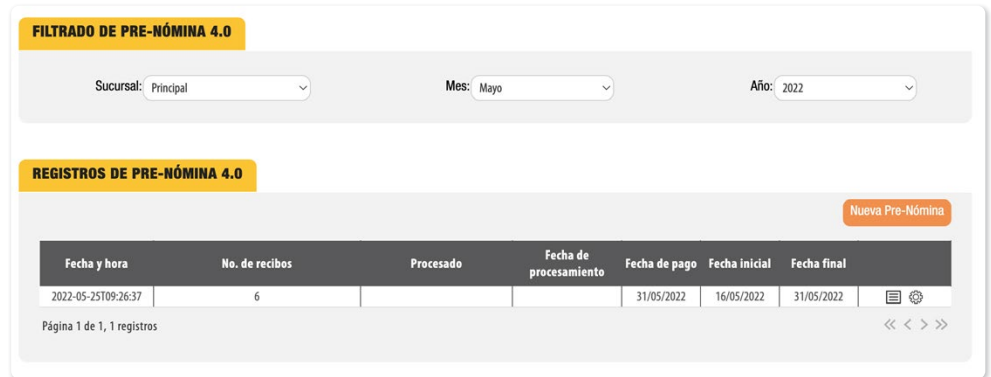 FILTRADO DE PRE-NÓMINA 4.0
Sucursal: Principal Mes: Mayo Año: 2022
REGISTROS DE PRE-NÓMINA 4.0
Nueva Pre-Nómina
Fecha y hora No. de recibos Procesado Fecha de procesamiento Fecha de pago Fecha inicial Fecha final
2022-05-25T09:26:37 6 31/05/2022 16/05/2022 31/05/2022
Página 1 de 1, 1 registros